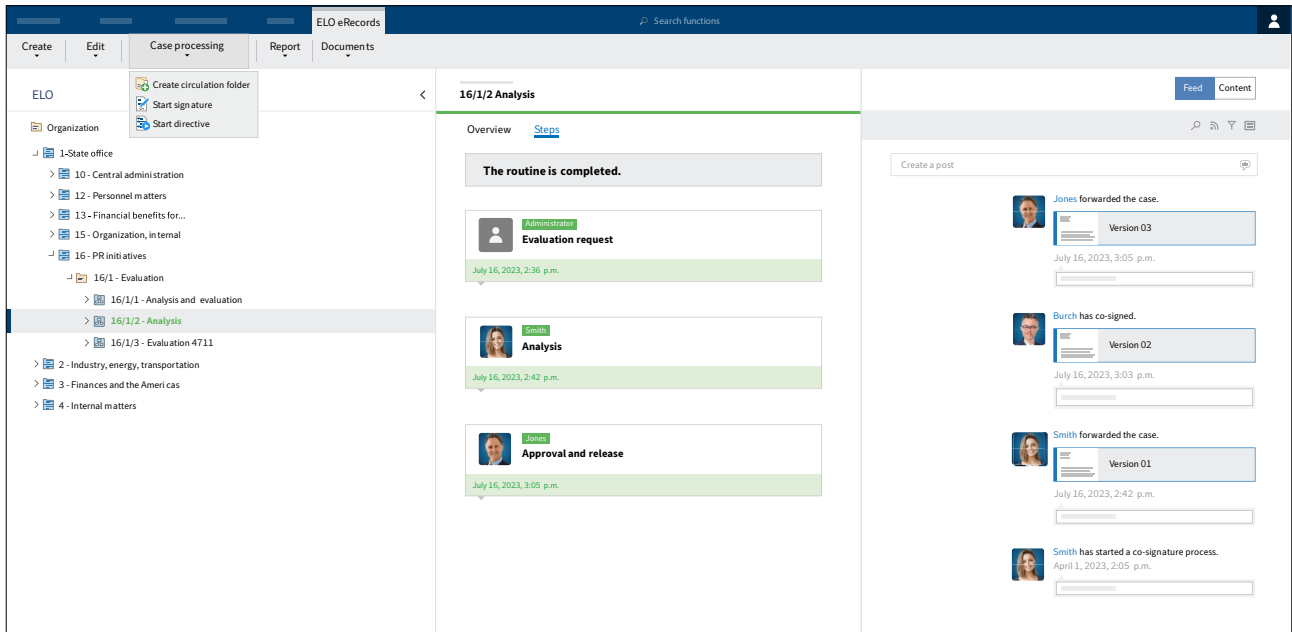 ELO eRecords
Search functions
Create
Edit
Case processing
Report
Documents
Create circulation folder
Start signature
Start directive
ELO
Organization
1-State office
10 - Central administration
12 - Personnel matters
13 - Financial benefits for...
15 - Organization, internal
16 - PR initiatives
16/1 - Evaluation
16/1/1 - Analysis and evaluation
16/1/2 - Analysis
16/1/3 - Evaluation 4711
2 - Industry, energy, transportation
3 - Finances and the Americas
4 - Internal matters
16/1/2 Analysis
Overview
Steps
The routine is completed.
Administrator
Evaluation request
July 16, 2023, 2:36 p.m.
Smith
Analysis
July 16, 2023, 2:42 p.m.
Jones
Approval and release
July 16, 2023, 3:05 p.m.
Feed
Content
Create a post
Jones forwarded the case.
Version 03
July 16, 2023, 3:05 p.m.
Burch has co-signed.
Version 02
July 16, 2023, 3:03 p.m.
Smith forwarded the case.
Version 01
July 16, 2023, 2:42 p.m.
Smith has started a co-signature process.
April 1, 2023, 2:05 p.m.